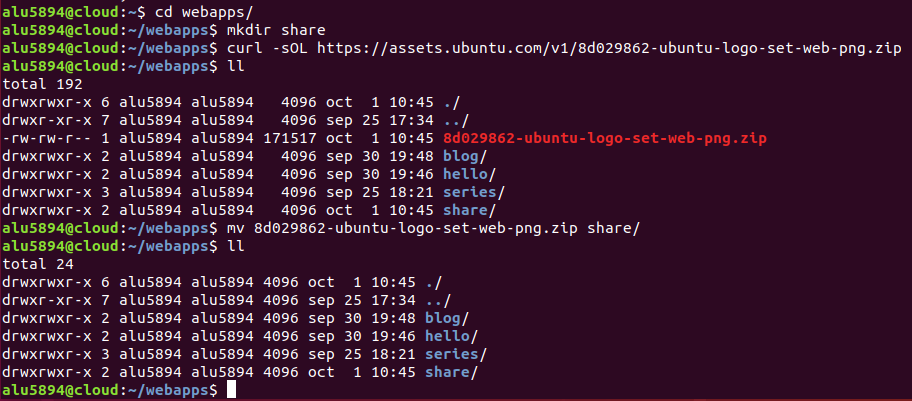 alu5894@cloud:~$ cd webapps/
alu5894@cloud:~/webapps$ mkdir share
alu5894@cloud:~/webapps$ curl -sOL https://assets.ubuntu.com/v1/8d029862-ubuntu-logo-set-web-png.zip
alu5894@cloud:~/webapps$ ll
total 192
drwxrwxr-x 6 alu5894 alu5894   4096 oct  1 10:45 ./
drwxr-xr-x 7 alu5894 alu5894   4096 sep 25 17:34 ../
-rw-rw-r-- 1 alu5894 alu5894 171517 oct  1 10:45 8d029862-ubuntu-logo-set-web-png.zip
drwxrwxr-x 2 alu5894 alu5894   4096 sep 30 19:48 blog/
drwxrwxr-x 2 alu5894 alu5894   4096 sep 30 19:46 hello/
drwxrwxr-x 3 alu5894 alu5894   4096 sep 25 18:21 series/
drwxrwxr-x 2 alu5894 alu5894   4096 oct  1 10:45 share/
alu5894@cloud:~/webapps$ mv 8d029862-ubuntu-logo-set-web-png.zip share/
alu5894@cloud:~/webapps$ ll
total 24
drwxrwxr-x 6 alu5894 alu5894 4096 oct  1 10:45 ./
drwxr-xr-x 7 alu5894 alu5894 4096 sep 25 17:34 ../
drwxrwxr-x 2 alu5894 alu5894 4096 sep 30 19:48 blog/
drwxrwxr-x 2 alu5894 alu5894 4096 sep 30 19:46 hello/
drwxrwxr-x 3 alu5894 alu5894 4096 sep 25 18:21 series/
drwxrwxr-x 2 alu5894 alu5894 4096 oct  1 10:45 share/
alu5894@cloud:~/webapps$